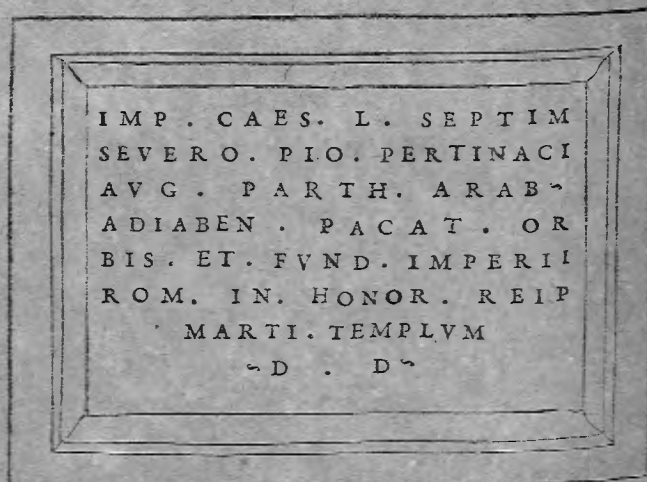 IMP . CAES. L. SEPTIM
SEVERO. PIO. PERTINACI
AVG . PARTH. ARAB~
ADIABEN . PACAT . OR
BIS . ET. FVND. IMPERII
ROM. IN. HONOR. REIP
MARTI. TEMPLVM
~D . D~